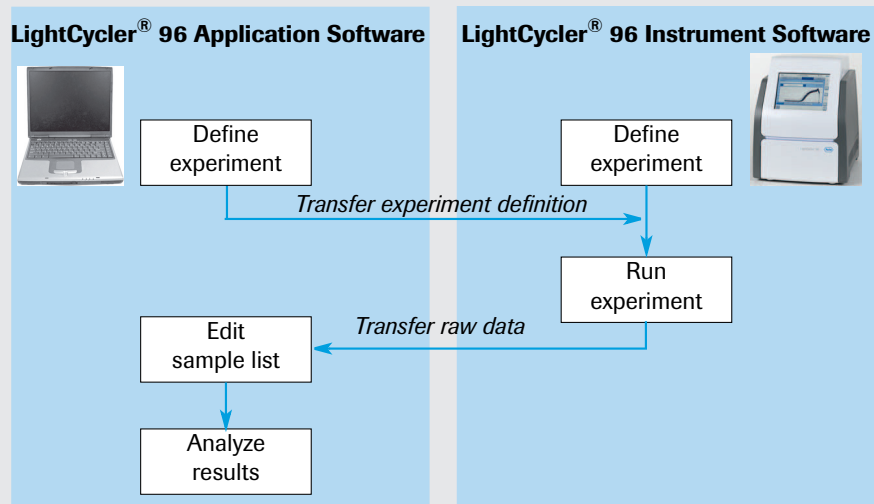 LightCycler® 96 Application Software
LightCycler® 96 Instrument Software
Define
experiment
Define
experiment
Transfer experiment definition
Run
experiment
Transfer raw data
Edit
sample list
Analyze
results